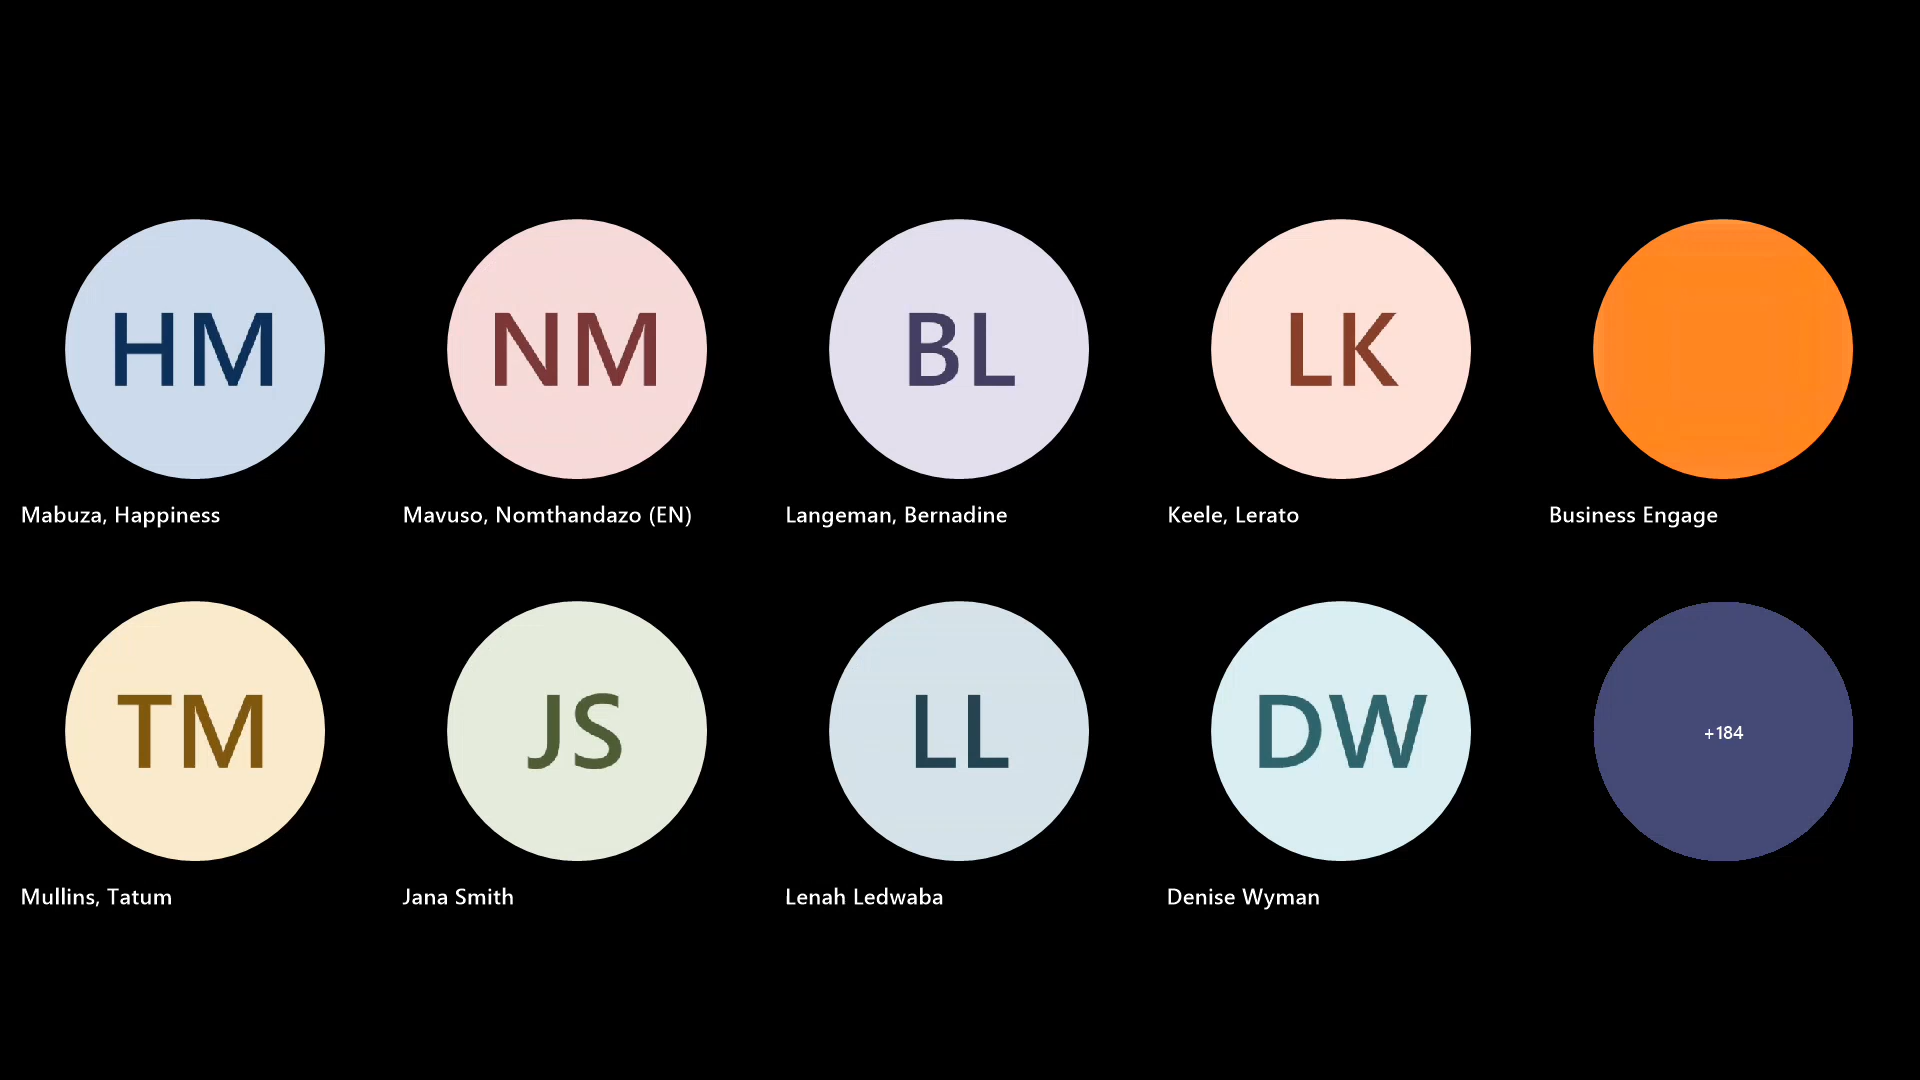 HM
NM
BL
LK
Mabuza, Happiness
Mavuso, Nomthandazo (EN)
Langeman, Bernadine
Keele, Lerato
Business Engage
TM
JS
LL
DW
+184
Mullins, Tatum
Jana Smith
Lenah Ledwaba
Denise Wyman